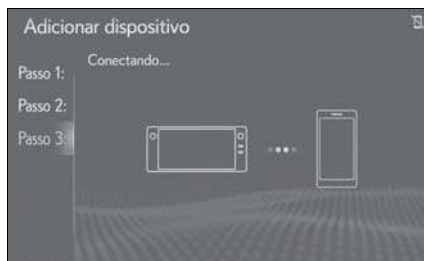 Adicionar dispositivo
Conectando...
Passo 1:
Passo 2:
Passo 3: